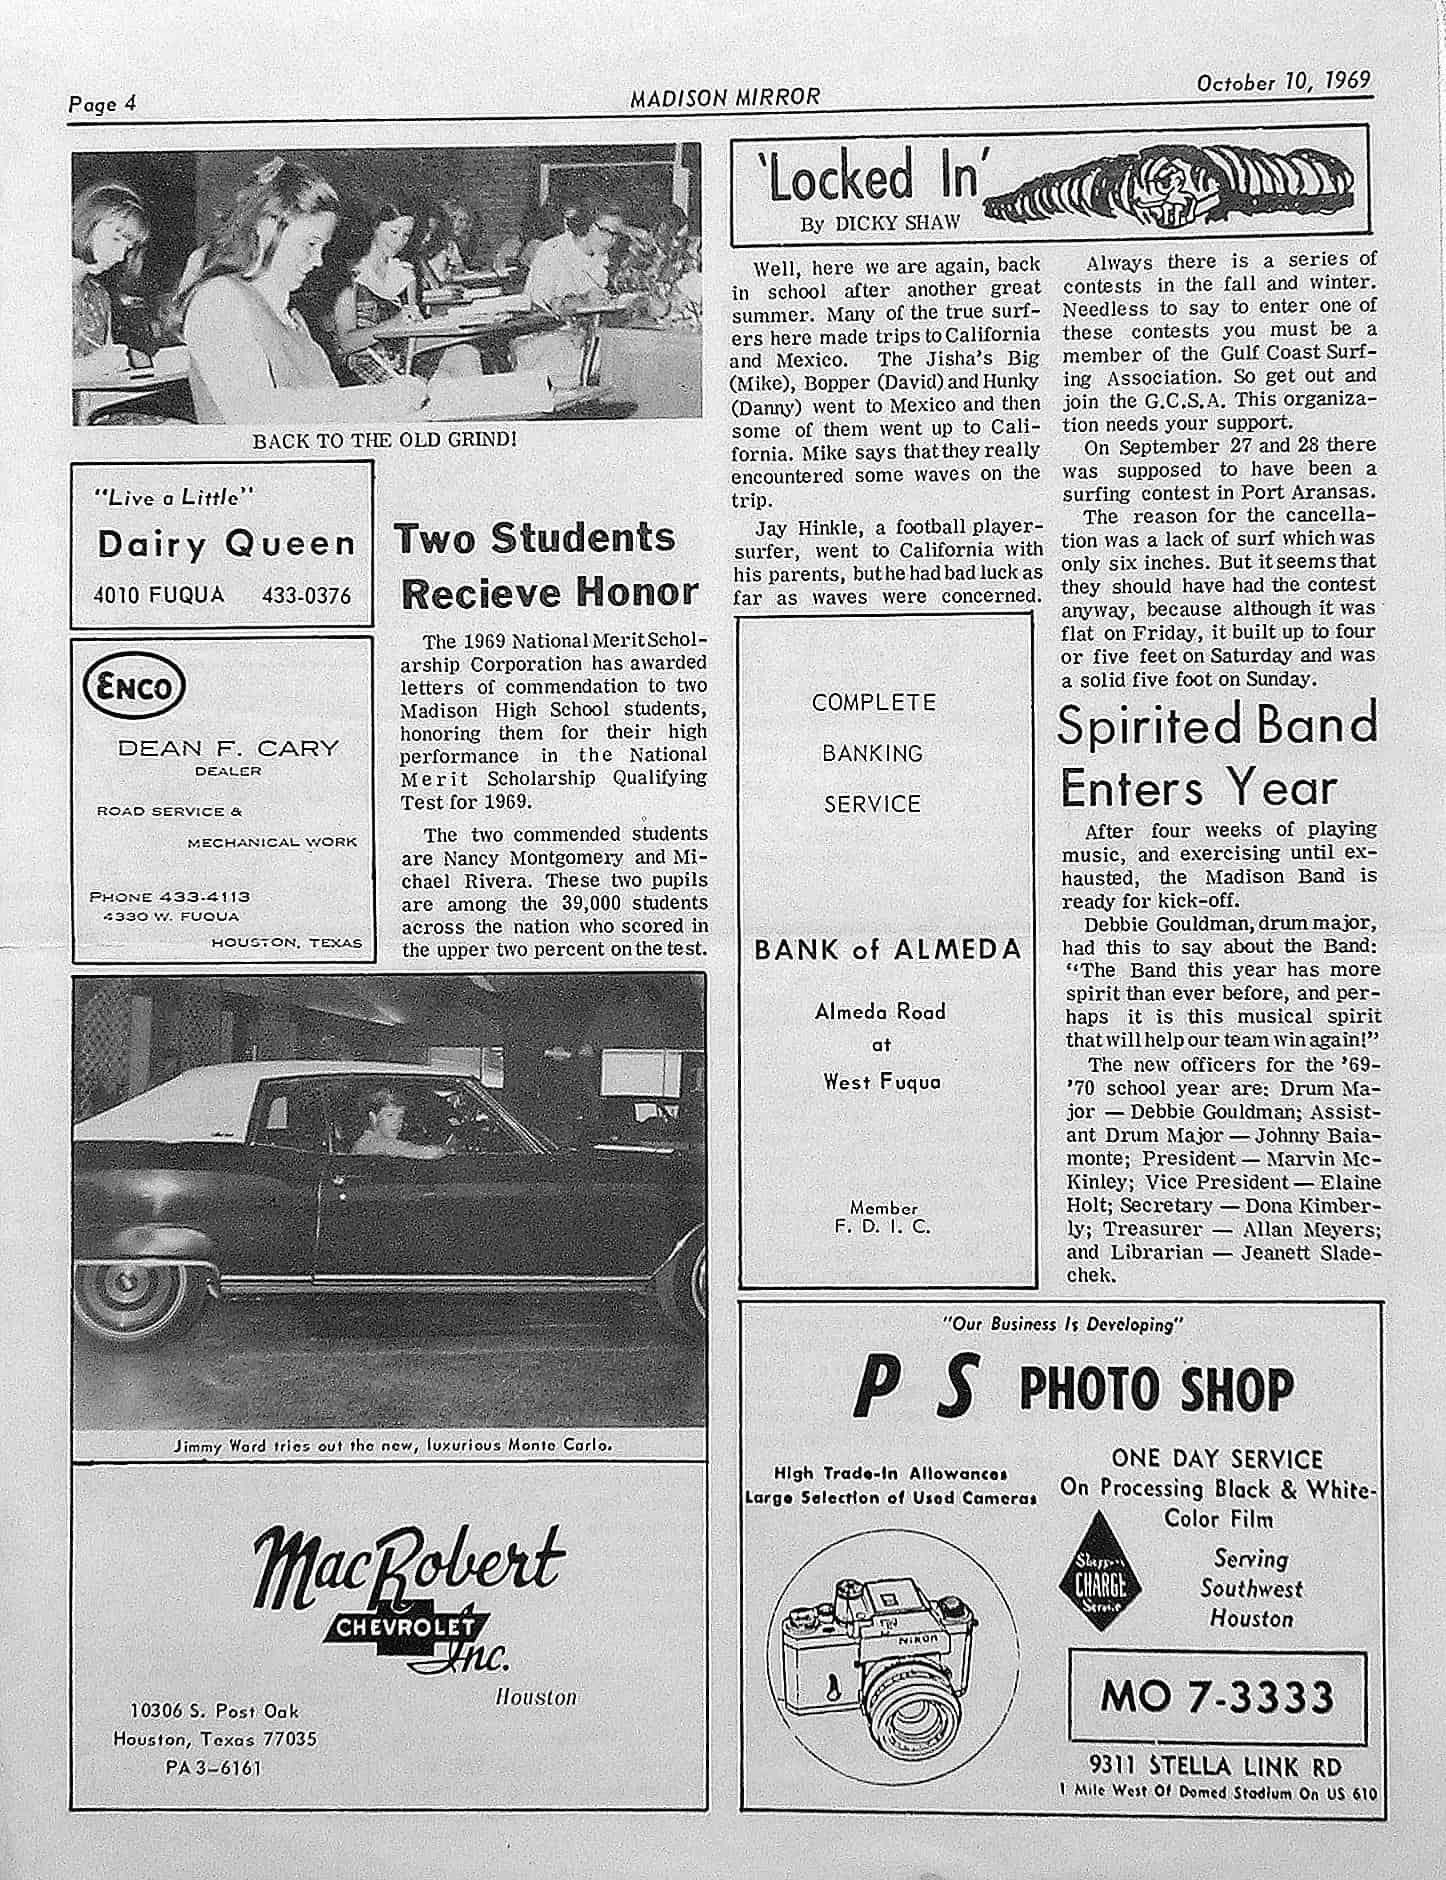 Page 4
MADISON MIRROR
October 10, 1969
BACK TO THE OLD GRIND!
"Live a Little"
Dairy Queen
4010 FUQUA 433-0376
ENCO
DEAN F. CARY
DEALER
ROAD SERVICE &
MECHANICAL WORK
PHONE 433-4113
4330 W. FUQUA
HOUSTON, TEXAS
Two Students
Recieve Honor
The 1969 National Merit Schol-
arship Corporation has awarded
letters of commendation to two
Madison High School students,
honoring them for their high
performance in the National
Merit Scholarship Qualifying
Test for 1969.
The two commended students
are Nancy Montgomery and Mi-
chael Rivera. These two pupils
are among the 39,000 students
across the nation who scored in
the upper two percent on the test.
Jimmy Ward tries out the new, luxurious Monte Carlo.
MacRobert
CHEVROLET
Inc.
Houston
10306 S. Post Oak
Houston, Texas 77035
PA 3-6161
'Locked In'
By DICKY SHAW
Well, here we are again, back
in school after another great
summer. Many of the true surf-
ers here made trips to California
and Mexico. The Jisha's Big
(Mike), Bopper (David) and Hunky
(Danny) went to Mexico and then
some of them went up to Cali-
fornia. Mike says that they really
encountered some waves on the
trip.
Jay Hinkle, a football player-
surfer, went to California with
his parents, but he had bad luck as
far as waves were concerned.
Always there is a series of
contests in the fall and winter.
Needless to say to enter one of
these contests you must be a
member of the Gulf Coast Surf-
ing Association. So get out and
join the G.C.S.A. This organiza-
tion needs your support.
On September 27 and 28 there
was supposed to have been a
surfing contest in Port Aransas.
The reason for the cancella-
tion was a lack of surf which was
only six inches. But it seems that
they should have had the contest
anyway, because although it was
flat on Friday, it built up to four
or five feet on Saturday and was
a solid five foot on Sunday.
COMPLETE
BANKING
SERVICE
BANK of ALMEDA
Almeda Road
at
West Fuqua
Member
F. D. I. C.
Spirited Band
Enters Year
After four weeks of playing
music, and exercising until ex-
hausted, the Madison Band is
ready for kick-off.
Debbie Gouldman, drum major,
had this to say about the Band:
"The Band this year has more
spirit than ever before, and per-
haps it is this musical spirit
that will help our team win again!"
The new officers for the '69-
'70 school year are: Drum Ma-
jor — Debbie Gouldman; Assist-
ant Drum Major — Johnny Baia-
monte; President — Marvin Mc-
Kinley; Vice President — Elaine
Holt; Secretary — Dona Kimber-
ly; Treasurer — Allan Meyers;
and Librarian — Jeanett Slade-
chek.
"Our Business Is Developing"
P S PHOTO SHOP
High Trade-In Allowances
Large Selection of Used Cameras
NIKON
ONE DAY SERVICE
On Processing Black & White-
Color Film
CHARGE
Service
Serving
Southwest
Houston
MO 7-3333
9311 STELLA LINK RD
1 Mile West Of Domed Stadium On US 610